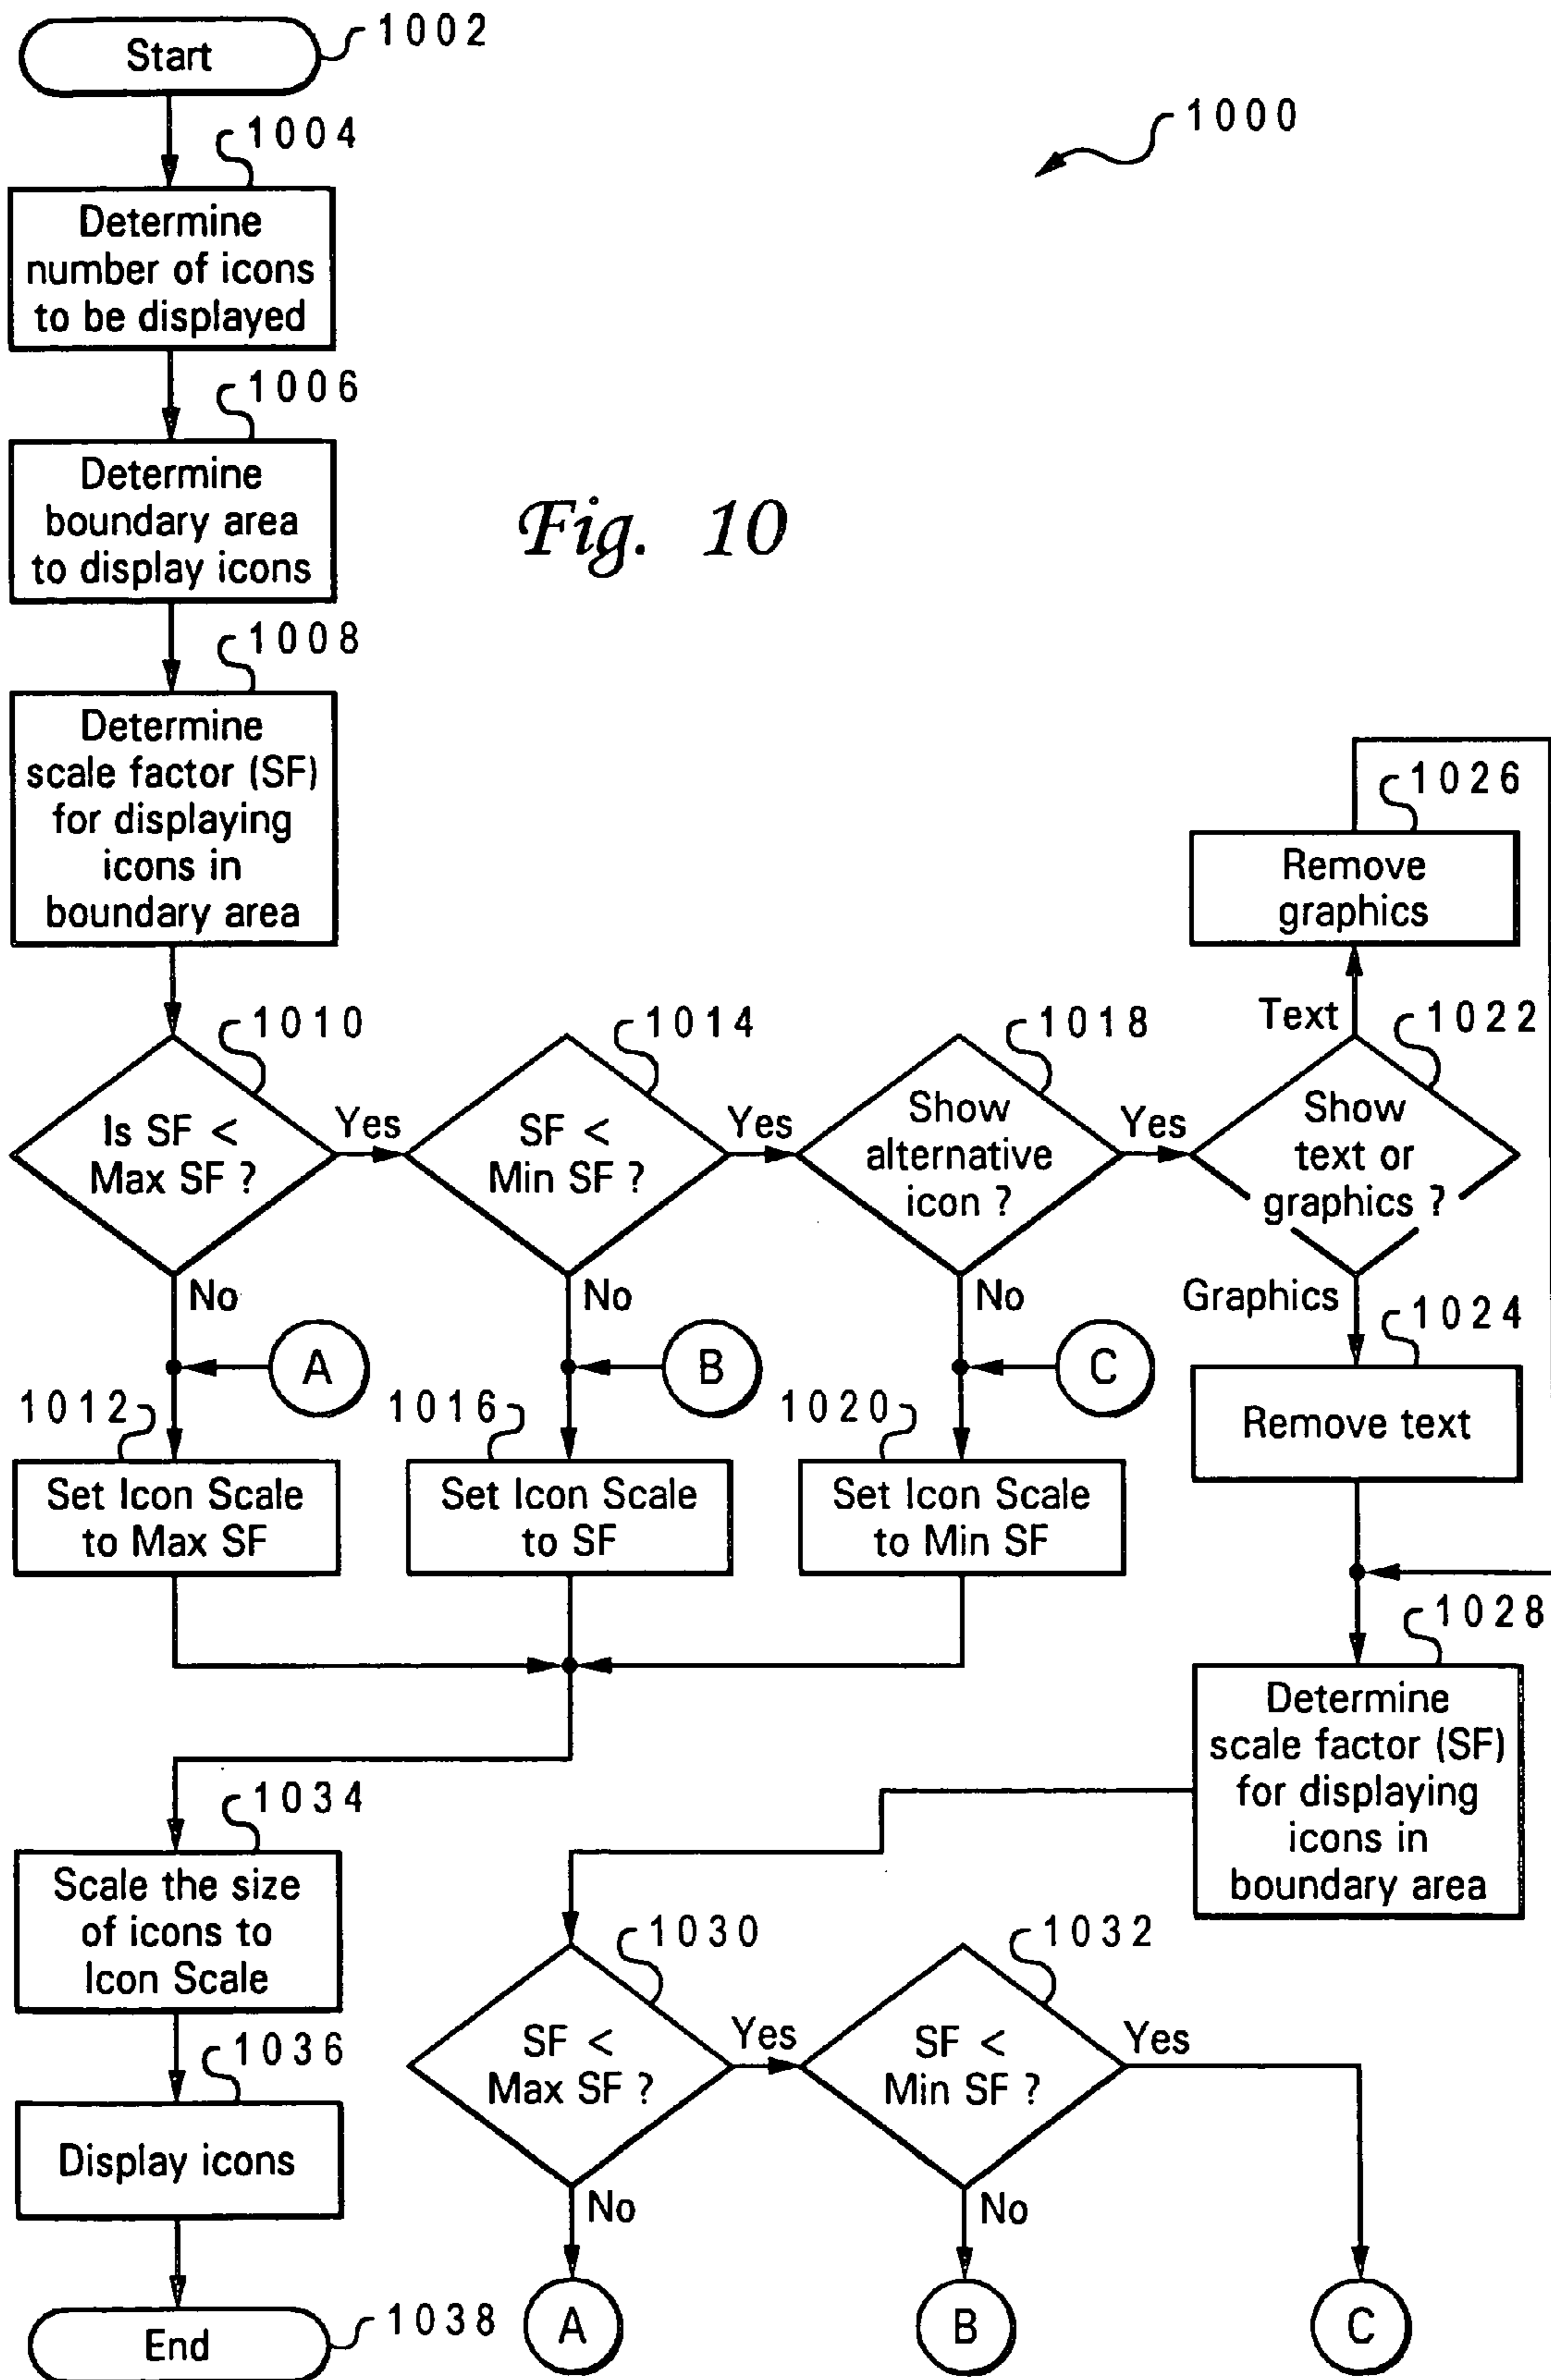 Start
1002
1000
1004
Determine
number of icons
to be displayed
1006
Determine
boundary area
to display icons
Fig. 10
1008
Determine
scale factor (SF)
for displaying
icons in
boundary area
1026
Remove
graphics
1010
Is SF <
Max SF ?
Yes
No
1014
SF <
Min SF ?
Yes
No
1018
Show
alternative
icon ?
Yes
No
Text
1022
Show
text or
graphics ?
Graphics
A
B
C
1012
Set Icon Scale
to Max SF
1016
Set Icon Scale
to SF
1020
Set Icon Scale
to Min SF
1024
Remove text
1028
Determine
scale factor (SF)
for displaying
icons in
boundary area
1034
Scale the size
of icons to
Icon Scale
1030
SF <
Max SF ?
Yes
No
1032
SF <
Min SF ?
Yes
No
1036
Display icons
End
1038
A
B
C